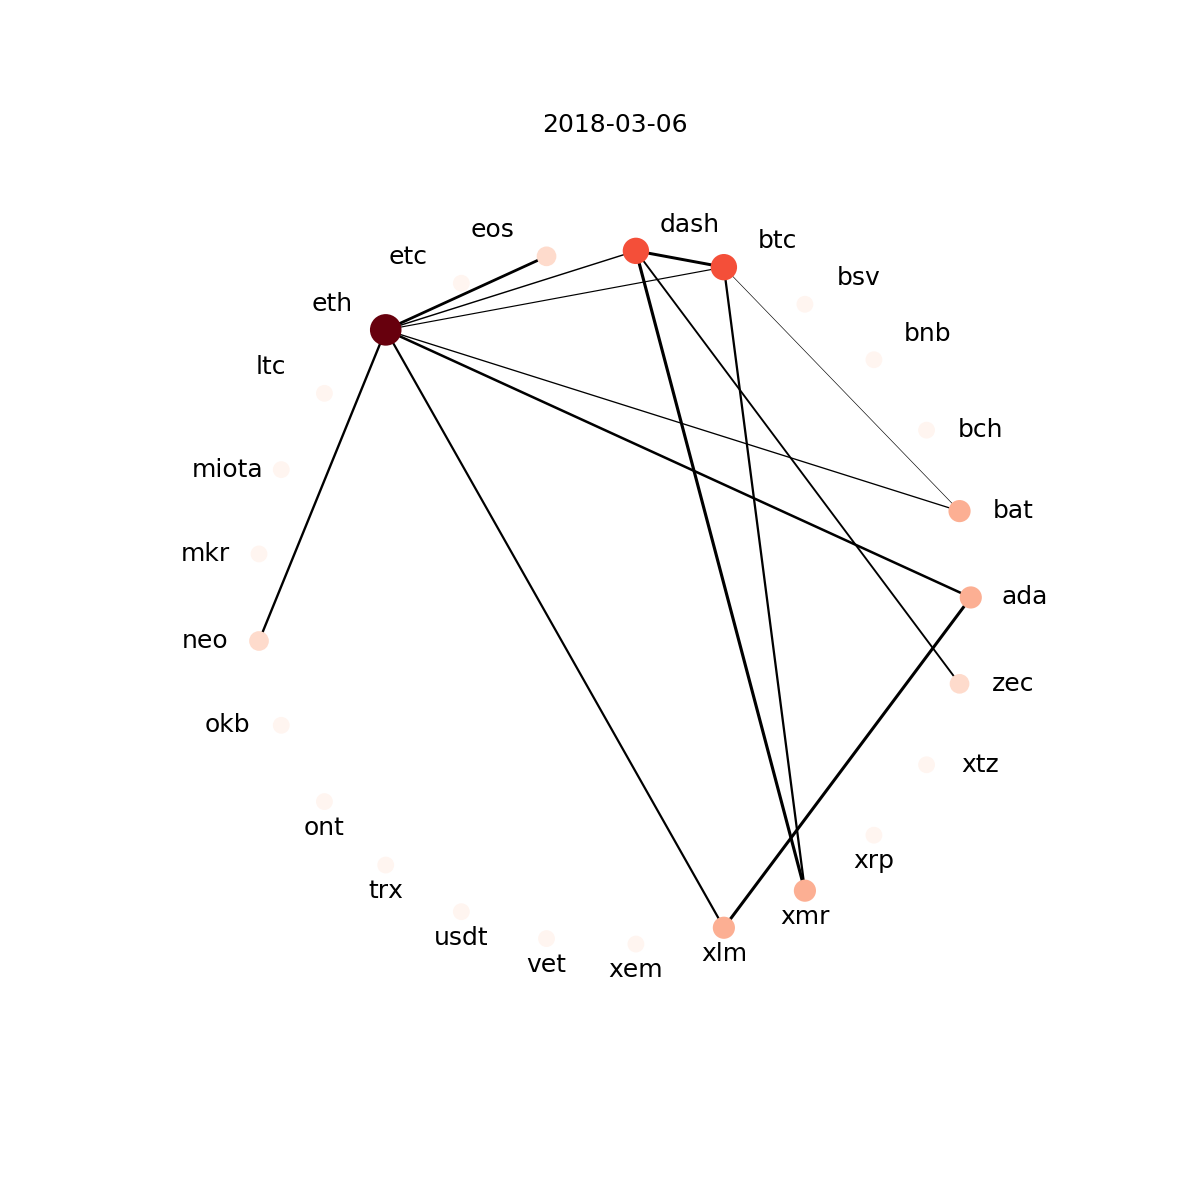 2018-03-06
dash
eos
btc
etc
bsv
eth
bnb
ltc
bch
miota
bat
mkr
ada
neo
zec
okb
xtz
ont
xrp
trx
xmr
usdt
xlm
vet
xem